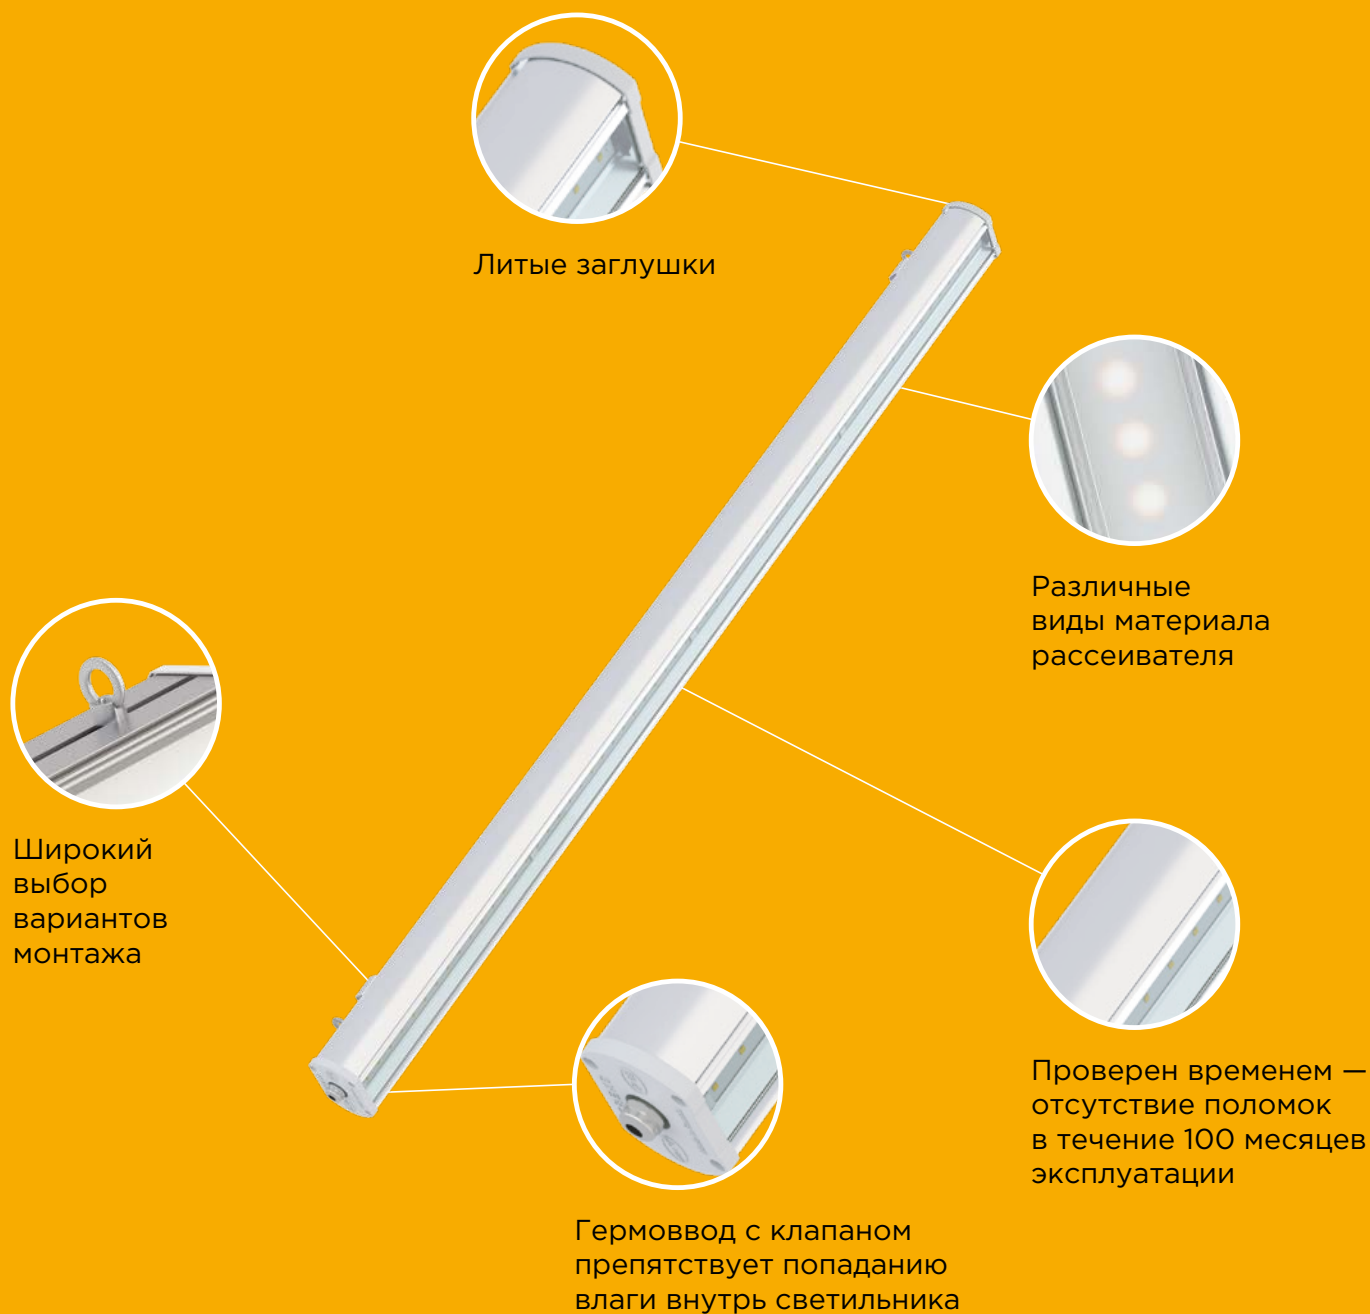 Литые заглушки
Различные
виды материала
рассеивателя
Широкий
выбор
вариантов
монтажа
Проверен временем —
отсутствие поломок
в течение 100 месяцев
эксплуатации
Гермоввод с клапаном
препятствует попаданию
влаги внутрь светильника